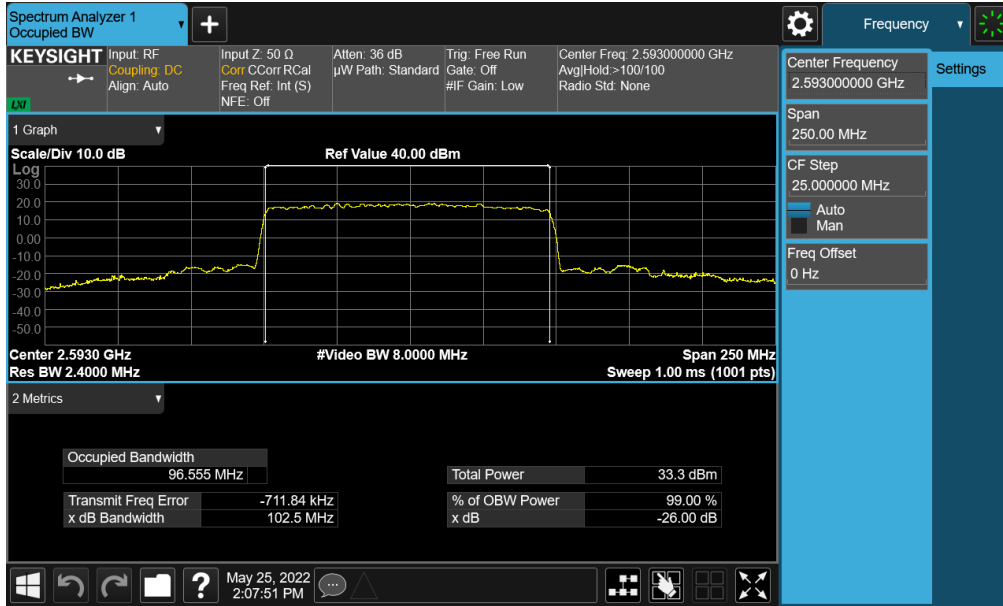 Spectrum Analyzer 1
Occupied BW
Frequency
KEYSIGHT
LXI
Input: RF
Coupling: DC
Align: Auto
Input Z: 50 Ω
Corr CCorr RCal
Freq Ref: Int (S)
NFE: Off
Atten: 36 dB
µW Path: Standard
Trig: Free Run
Gate: Off
#IF Gain: Low
Center Freq: 2.593000000 GHz
Avg|Hold:>100/100
Radio Std: None
Center Frequency
2.593000000 GHz
Settings
Span
250.00 MHz
CF Step
25.000000 MHz
Auto
Man
Freq Offset
0 Hz
1 Graph
Scale/Div 10.0 dB
Ref Value 40.00 dBm
Log
30.0
20.0
10.0
0.00
-10.0
-20.0
-30.0
-40.0
-50.0
Center 2.5930 GHz
#Video BW 8.0000 MHz
Span 250 MHz
Res BW 2.4000 MHz
Sweep 1.00 ms (1001 pts)
2 Metrics
Occupied Bandwidth
96.555 MHz
Total Power 33.3 dBm
Transmit Freq Error -711.84 kHz
% of OBW Power 99.00 %
x dB Bandwidth 102.5 MHz
x dB -26.00 dB
May 25, 2022
2:07:51 PM